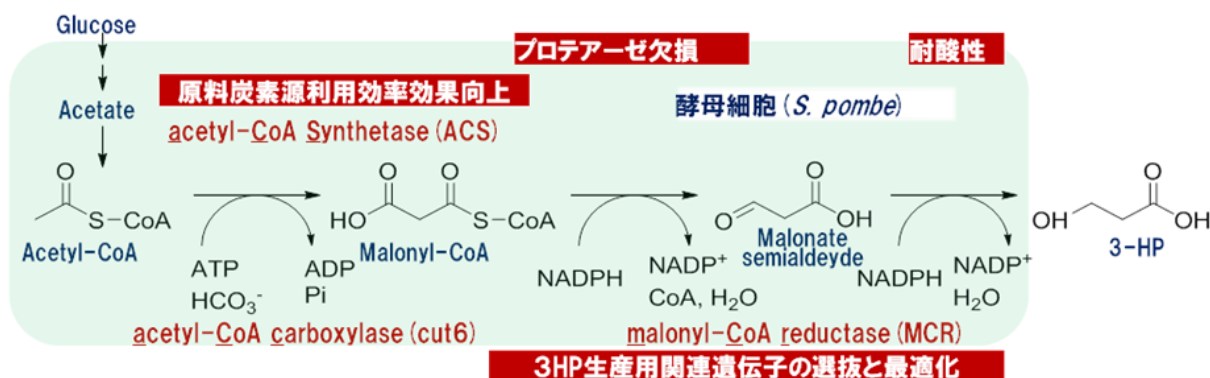 Glucose
プロテアーゼ欠損
耐酸性
原料炭素源利用効率効果向上
Acetate
酵母細胞(S. pombe)
acetyl-CoA Synthetase(ACS)
O
S-CoA
Acetyl-CoA
O O
HO S-CoA
Malonyl-CoA
O
O OH
Malonate
semialdeyde
O
OH OH
3-HP
ATP
HCO3-
ADP
Pi
NADPH
NADP+
CoA, H2O
NADPH
NADP+
H2O
acetyl-CoA carboxylase(cut6)
malonyl-CoA reductase(MCR)
3HP生産用関連遺伝子の選抜と最適化